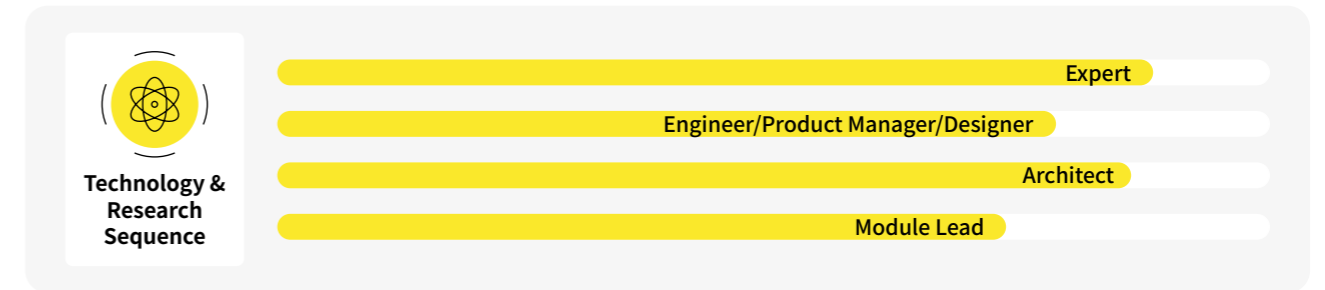 Technology &
Research
Sequence
Expert
Engineer/Product Manager/Designer
Architect
Module Lead